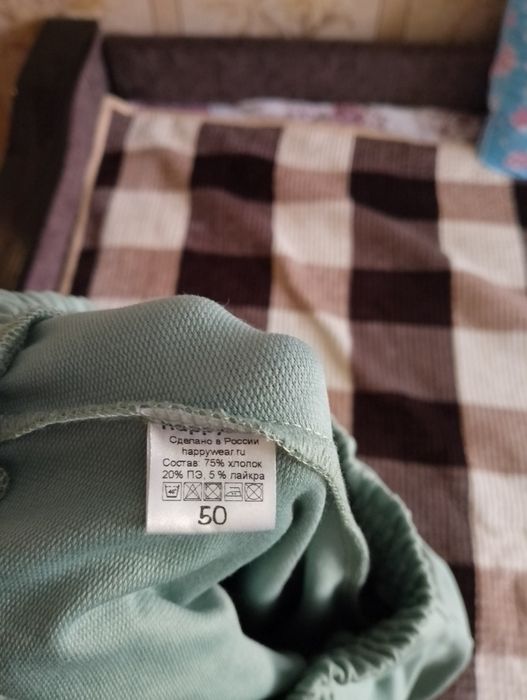 Сделано в России
happywear.ru
Состав: 75% хлопок
20% ПЭ, 5 % лайкра
50